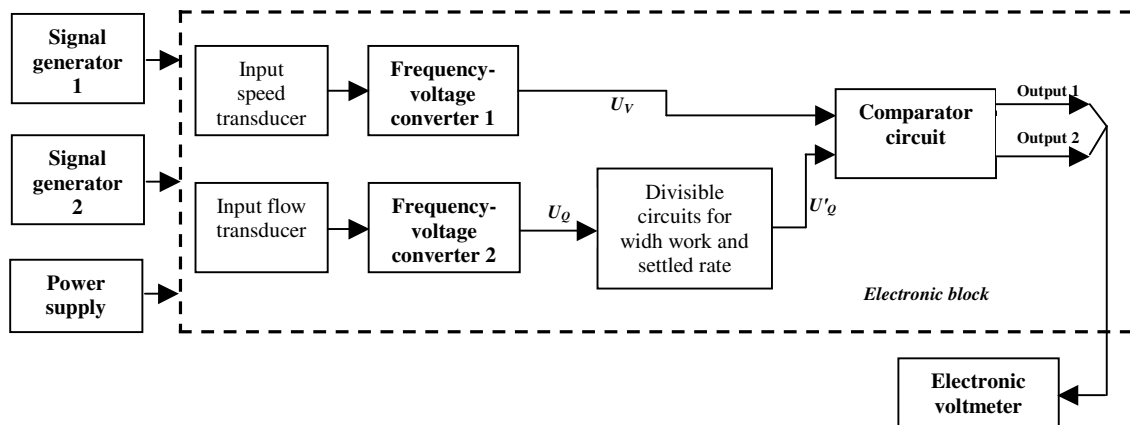 Signal
generator
1
Input
speed
transducer
Frequency-
voltage
converter 1
U_V
Comparator
circuit
Output 1
Output 2
Signal
generator
2
Input flow
transducer
Frequency-
voltage
converter 2
U_Q
Divisible
circuits for
widh work and
settled rate
U'_Q
Power
supply
Electronic block
Electronic
voltmeter